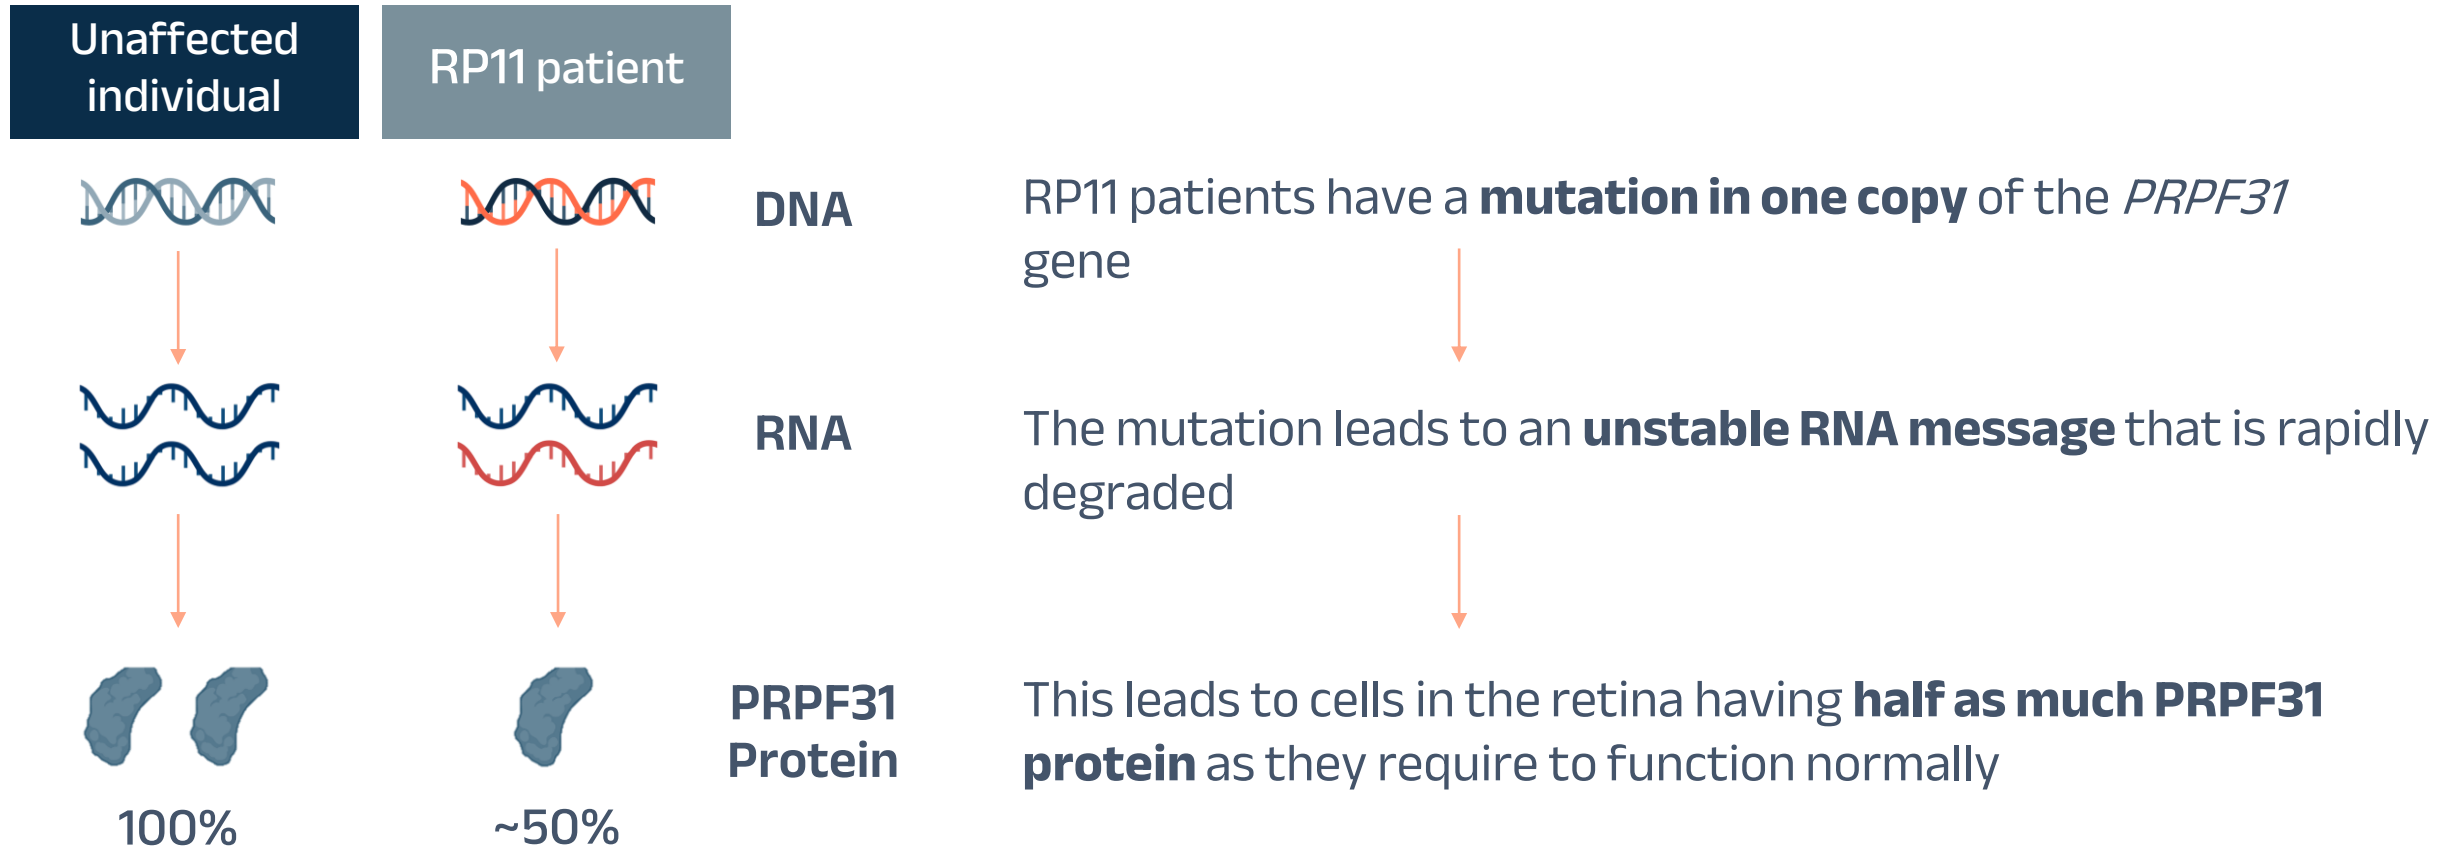 Unaffected
individual
RP11 patient
DNA
RP11 patients have a mutation in one copy of the PRPF31
gene
RNA
The mutation leads to an unstable RNA message that is rapidly
degraded
PRPF31
Protein
This leads to cells in the retina having half as much PRPF31
protein as they require to function normally
100%
~50%